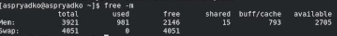 [aspryadko@aspryadko ~]$ free -m
total used free shared buff/cache available
Mem: 3921 981 2146 15 793 2705
Swap: 4051 0 4051